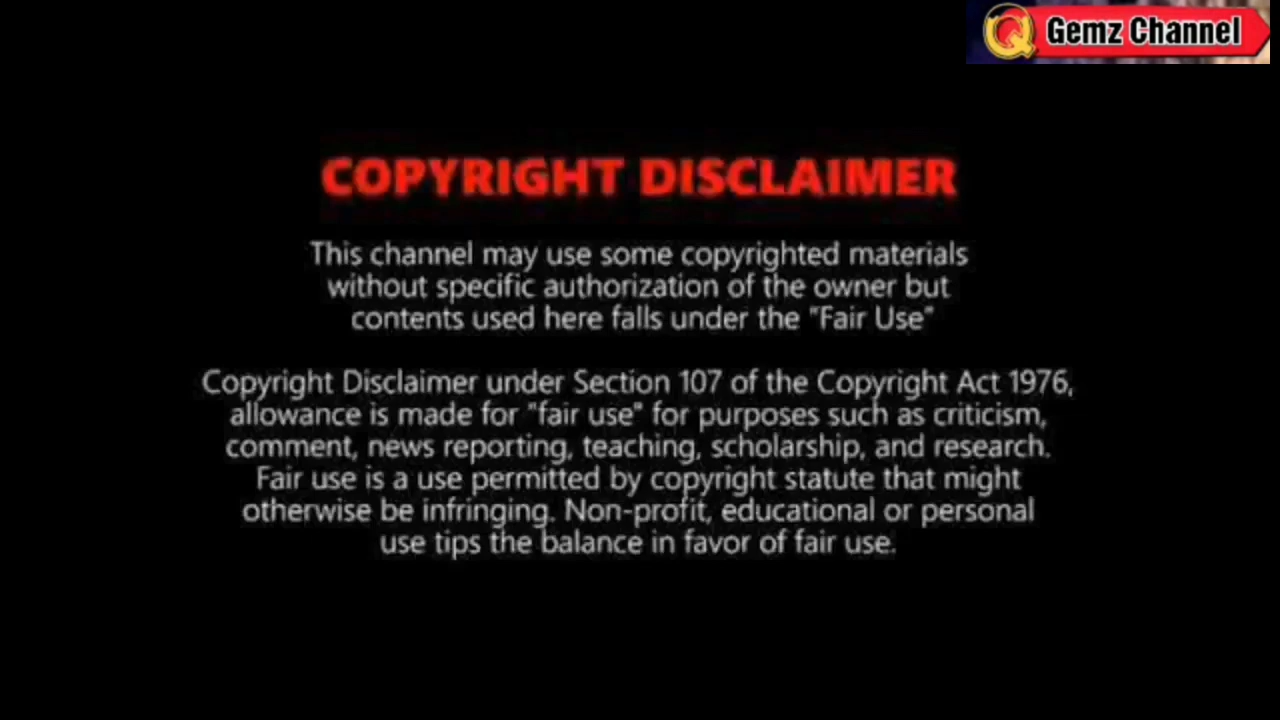 Gemz Channel
COPYRIGHT DISCLAIMER
This channel may use some copyrighted materials
without specific authorization of the owner but
contents used here falls under the "Fair Use"
Copyright Disclaimer under Section 107 of the Copyright Act 1976,
allowance is made for "fair use" for purposes such as criticism,
comment, news reporting, teaching, scholarship, and research.
Fair use is a use permitted by copyright statute that might
otherwise be infringing. Non-profit, educational or personal
use tips the balance in favor of fair use.